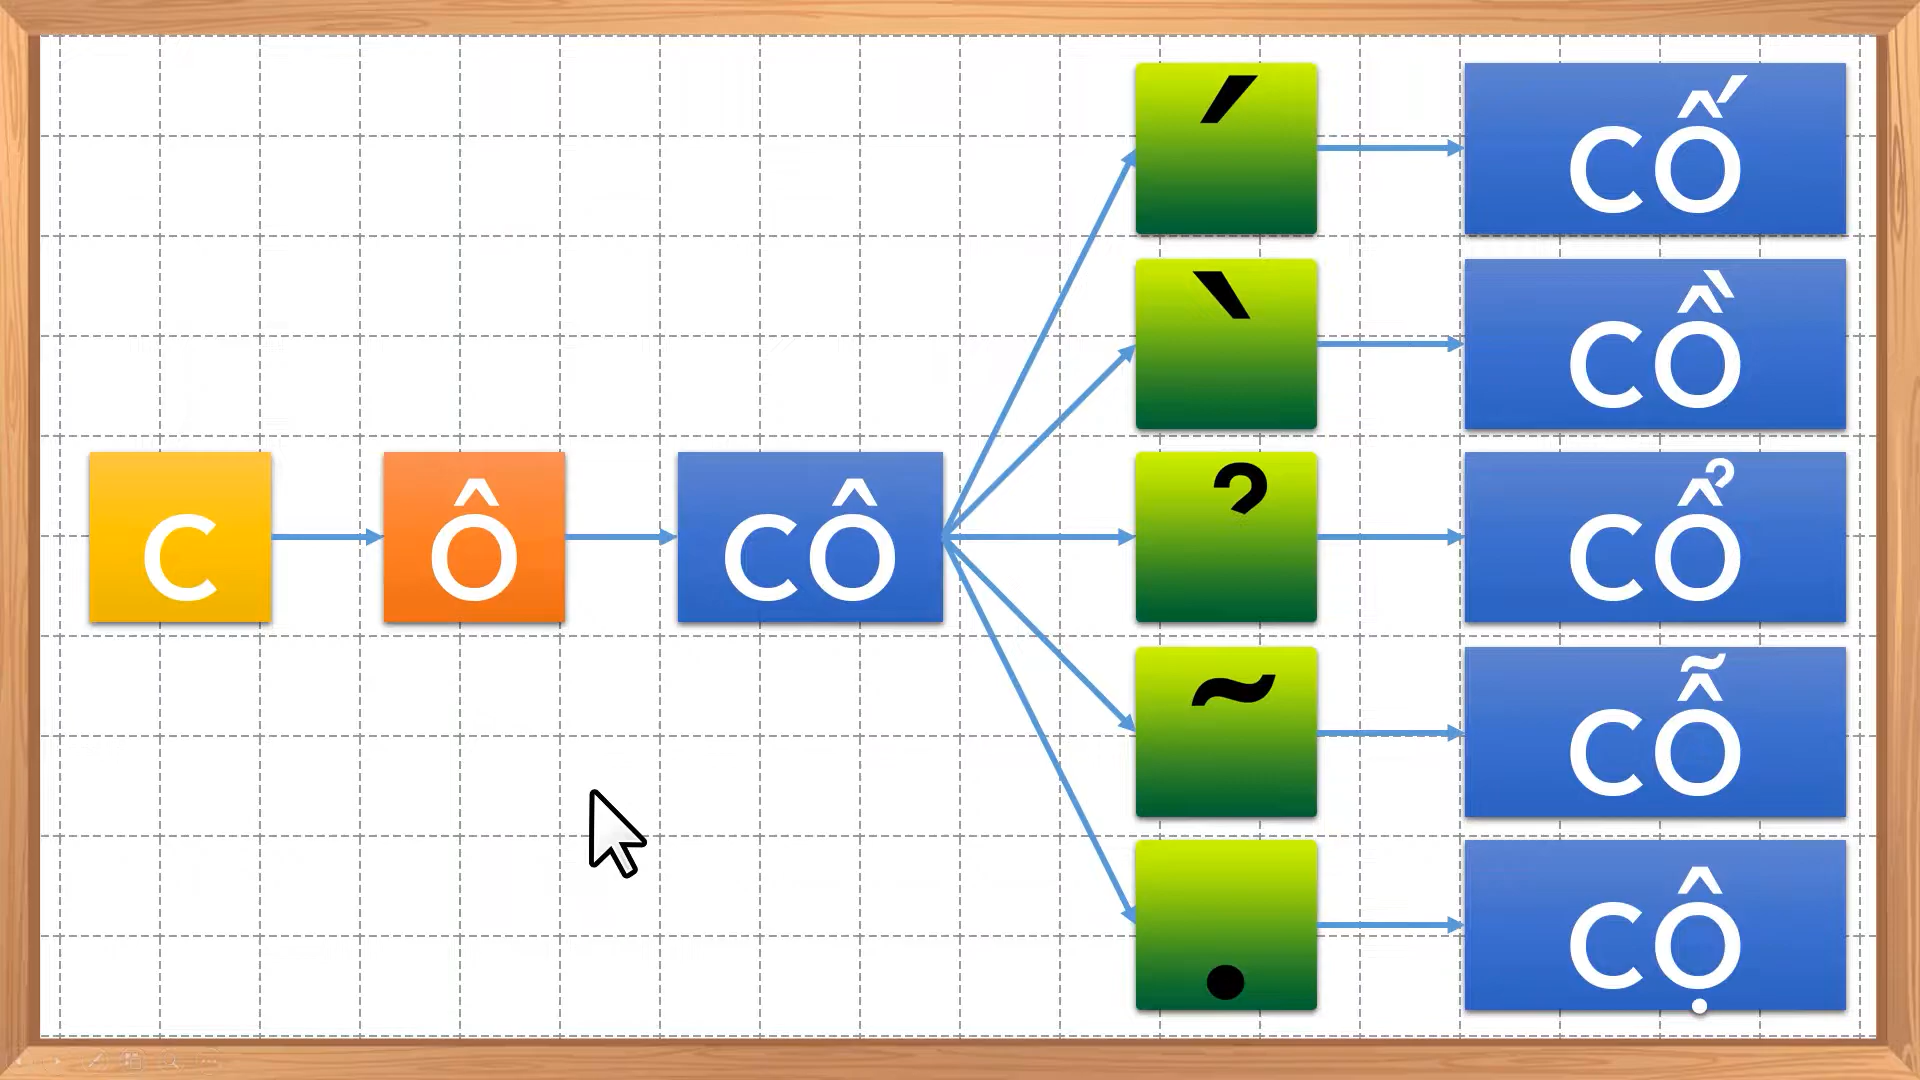 c ô cô
´ cố
` cồ
̉ cổ
~ cỗ
. cộ